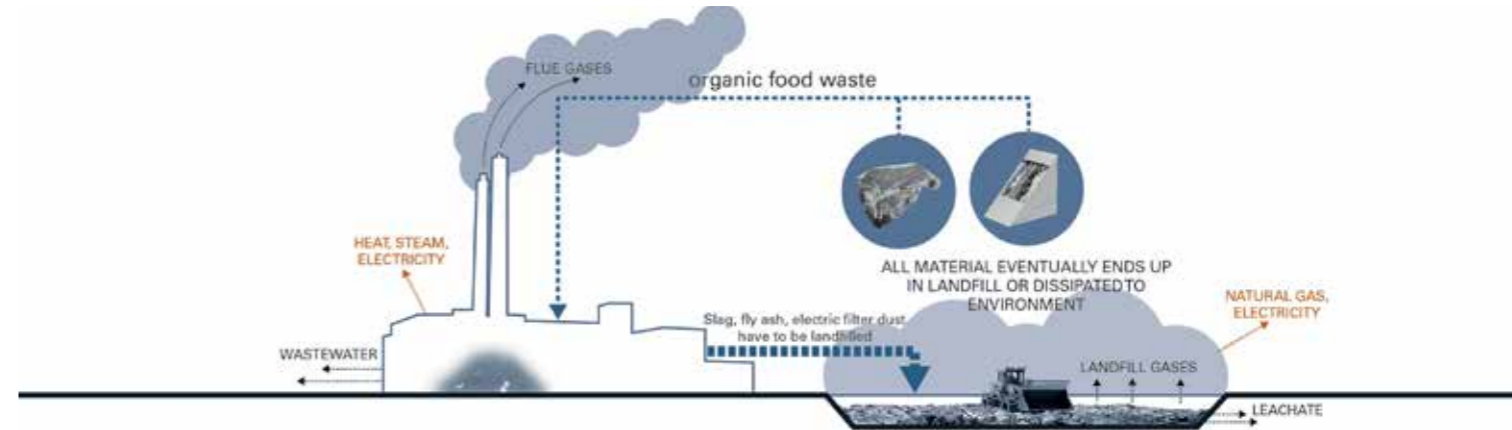 FLUE GASES
organic food waste
HEAT, STEAM,
ELECTRICITY
ALL MATERIAL EVENTUALLY ENDS UP
IN LANDFILL OR DISSIPATED TO
ENVIRONMENT
NATURAL GAS,
ELECTRICITY
Slag, fly ash, electric filter dust
have to be landfilled
WASTEWATER
LANDFILL GASES
LEACHATE